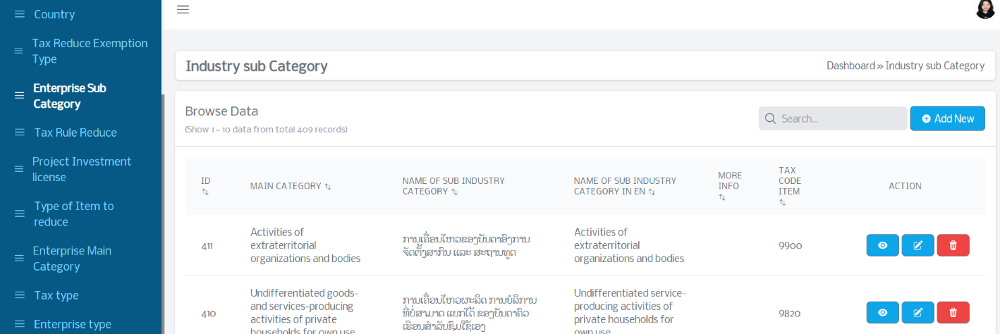 Country
Tax Reduce Exemption
Type
Enterprise Sub
Category
Tax Rule Reduce
Project Investment
license
Type of Item to
reduce
Enterprise Main
Category
Tax type
Enterprise type
Industry sub Category
Dashboard » Industry sub Category
Browse Data
(Show 1 - 10 data from total 409 records)
Search...
Add New
ID
MAIN CATEGORY
NAME OF SUB INDUSTRY
CATEGORY
NAME OF SUB INDUSTRY
CATEGORY IN EN
MORE
INFO
TAX
CODE
ITEM
ACTION
411
Activities of
extraterritorial
organizations and bodies
ການເຄື່ອນໄຫວຂອງບັນດາອົງການ
ຈັດຕັ້ງສາກົນ ແລະ ສະຖານທູດ
Activities of
extraterritorial
organizations and bodies
9900
410
Undifferentiated goods-
and services-producing
activities of private
households for own use
ການເຄື່ອນໄຫວຜະລິດ ການບໍລິການ
ທີ່ບໍ່ສາມາດ ແຍກໄດ້ ຂອງບັນດາຄົວ
ເຮືອນສຳລັບຊົມໃຊ້ເອງ
Undifferentiated service-
producing activities of
private households for
own use
9820